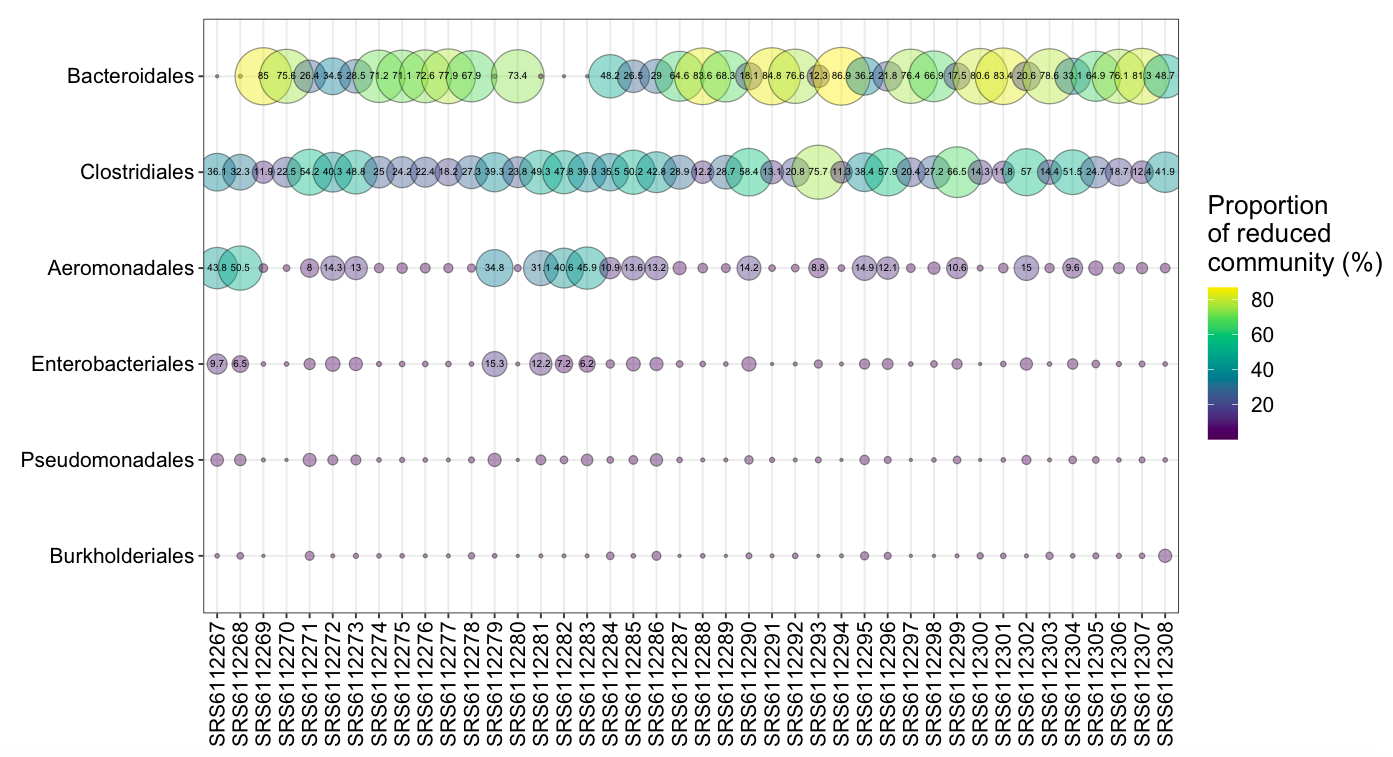 Bacteroidales
85 75.6 26.4 34.5 28.5 71.2 71.1 72.6 77.9 67.9 73.4 48.2 26.5 29 64.6 83.6 68.3 18.1 84.8 76.6 12.3 86.9 36.2 21.8 76.4 66.9 17.5 80.6 83.4 20.6 78.6 33.1 64.9 76.1 81.3 48.7
Clostridiales
36.1 32.3 11.9 22.5 54.2 40.3 48.8 25 24.2 22.4 18.2 27.3 39.3 23.8 49.3 47.8 39.3 35.5 50.2 42.8 28.9 12.2 28.7 58.4 13.1 20.8 75.7 11.3 38.4 57.9 20.4 27.2 66.5 14.3 11.8 57 14.4 51.5 24.7 18.7 12.4 41.9
Aeromonadales
43.8 50.5 8 14.3 13 34.8 31.1 40.6 45.9 10.9 13.6 13.2 14.2 8.8 14.9 12.1 10.6 15 9.6
Enterobacteriales
9.7 6.5 15.3 12.2 7.2 6.2
Pseudomonadales
Burkholderiales
SRS6112267
SRS6112268
SRS6112269
SRS6112270
SRS6112271
SRS6112272
SRS6112273
SRS6112274
SRS6112275
SRS6112276
SRS6112277
SRS6112278
SRS6112279
SRS6112280
SRS6112281
SRS6112282
SRS6112283
SRS6112284
SRS6112285
SRS6112286
SRS6112287
SRS6112288
SRS6112289
SRS6112290
SRS6112291
SRS6112292
SRS6112293
SRS6112294
SRS6112295
SRS6112296
SRS6112297
SRS6112298
SRS6112299
SRS6112300
SRS6112301
SRS6112302
SRS6112303
SRS6112304
SRS6112305
SRS6112306
SRS6112307
SRS6112308
Proportion
of reduced
community (%)
80
60
40
20